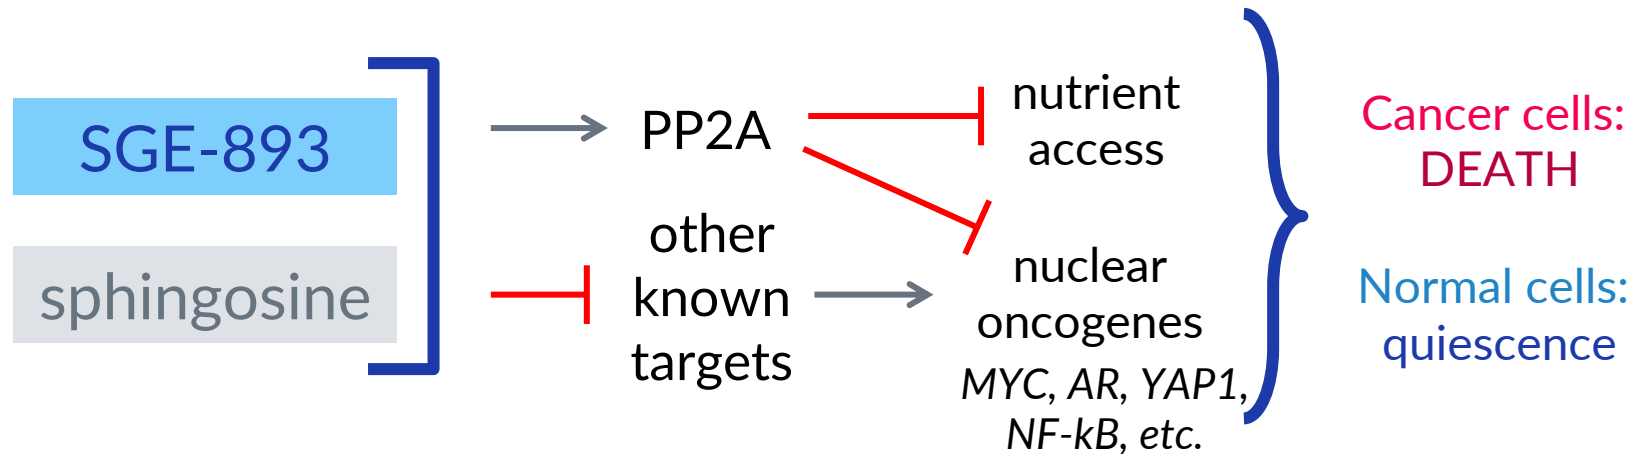 SGE-893
sphingosine
PP2A
other
known
targets
nutrient
access
nuclear
oncogenes
MYC, AR, YAP1,
NF-kB, etc.
Cancer cells:
DEATH
Normal cells:
quiescence